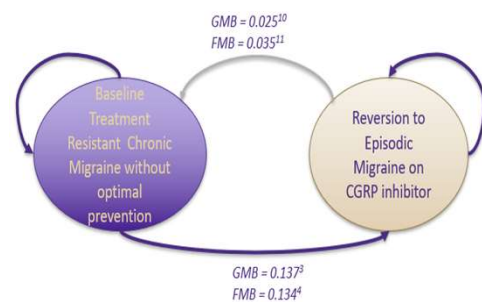 GMB = 0.025¹⁰
FMB = 0.035¹¹
Baseline
Treatment
Resistant Chronic
Migraine without
optimal
prevention
Reversion to
Episodic
Migraine on
CGRP inhibitor
GMB = 0.137³
FMB = 0.134⁴